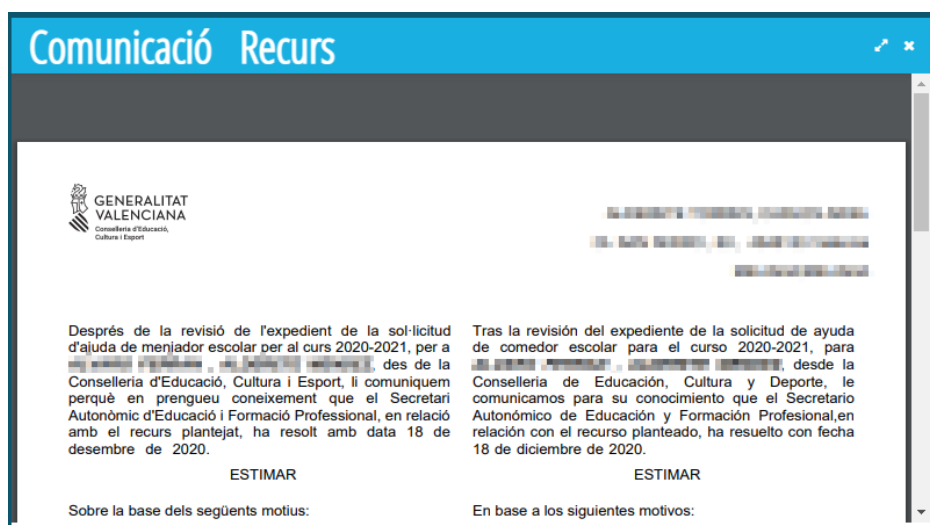 Comunicació Recurs
GENERALITAT
VALENCIANA
Conselleria d'Educació,
Cultura i Esport
Després de la revisió de l'expedient de la sol·licitud
d'ajuda de menjador escolar per al curs 2020-2021, per a
, des de la
Conselleria d'Educació, Cultura i Esport, li comuniquem
perquè en prengueu coneixement que el Secretari
Autonòmic d'Educació i Formació Professional, en relació
amb el recurs plantejat, ha resolt amb data 18 de
desembre de 2020.
ESTIMAR
Sobre la base dels següents motius:
Tras la revisión del expediente de la solicitud de ayuda
de comedor escolar para el curso 2020-2021, para
, desde la
Conselleria de Educación, Cultura y Deporte, le
comunicamos para su conocimiento que el Secretario
Autonómico de Educación y Formación Profesional,en
relación con el recurso planteado, ha resuelto con fecha
18 de diciembre de 2020.
ESTIMAR
En base a los siguientes motivos: